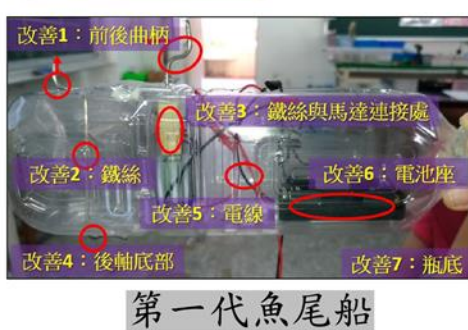 改善1：前後曲柄
改善3：鐵絲與馬達連接處
改善2：鐵絲
改善6：電池座
改善5：電線
改善4：後軸底部
改善7：瓶底
第一代魚尾船